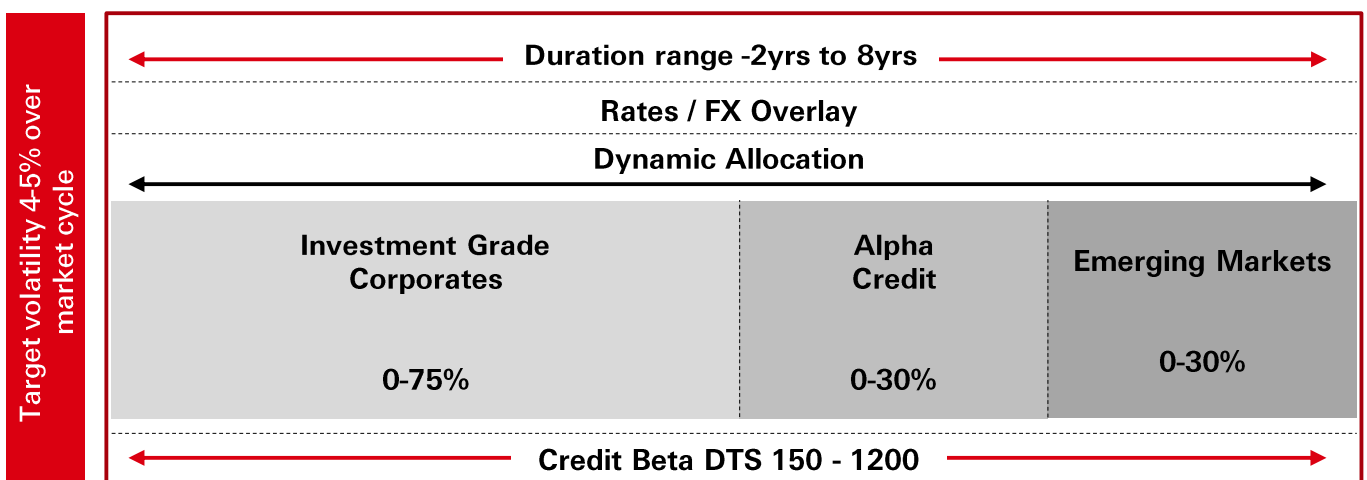 Target volatility 4-5% over
market cycle
Duration range -2yrs to 8yrs
Rates / FX Overlay
Dynamic Allocation
Investment Grade
Corporates
0-75%
Alpha
Credit
0-30%
Emerging Markets
0-30%
Credit Beta DTS 150 - 1200